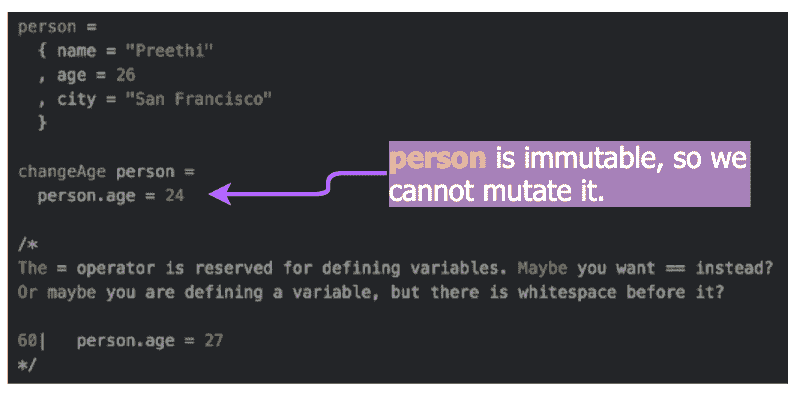 person =
{ name = "Preethi"
, age = 26
, city = "San Francisco"
}
changeAge person =
person.age = 24
person is immutable, so we
cannot mutate it.
/*
The = operator is reserved for defining variables. Maybe you want == instead?
Or maybe you are defining a variable, but there is whitespace before it?
60| person.age = 27
*/